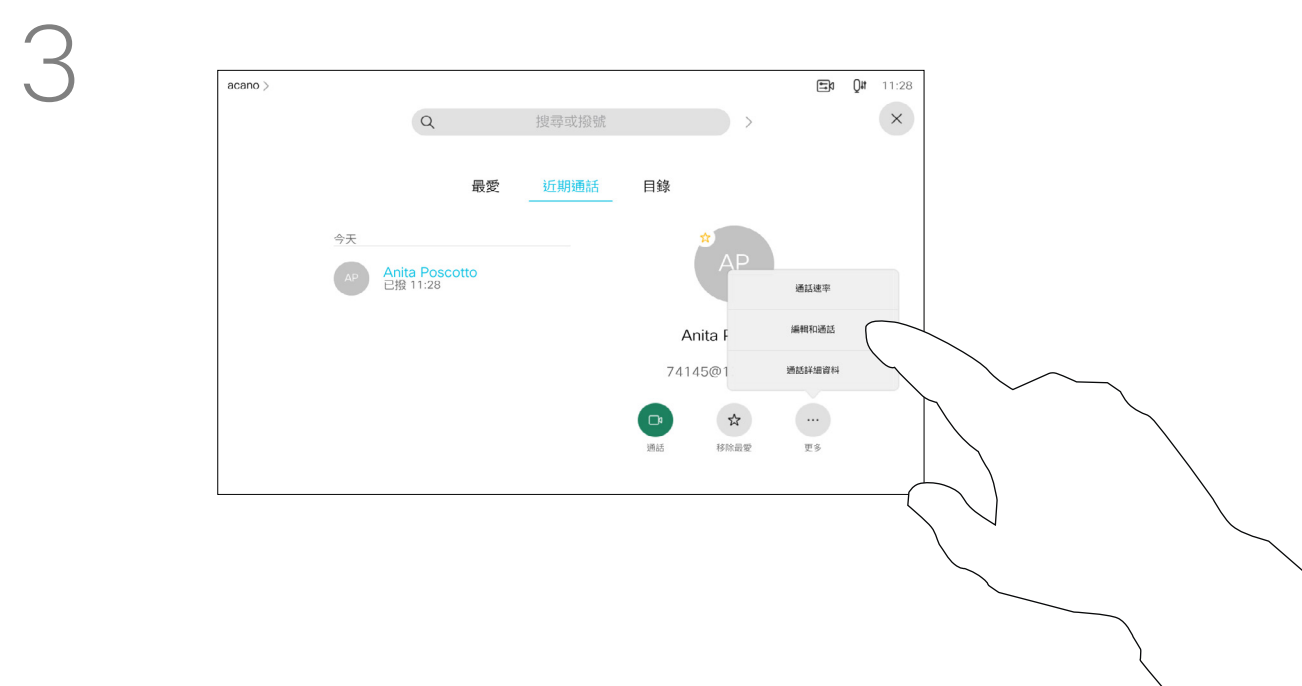 3
acano >
11:28
搜尋或撥號
最愛 近期通話 目錄
今天
AP
Anita Poscotto
已撥 11:28
AP
Anita P
74145@1
通話速率
編輯和通話
通話詳細資料
通話 移除最愛 更多